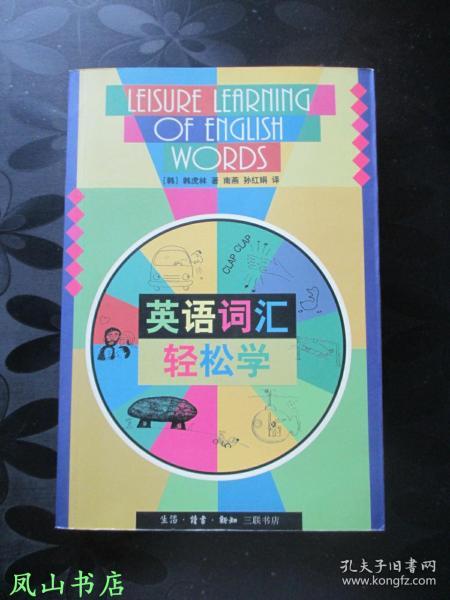 LEISURE LEARNING
OF ENGLISH
WORDS
〔韩〕韩虎林 著 南燕 孙红娟 译
CLAP CLAP
英语词汇
轻松学
生活·读书·新知 三联书店
凤山书店
孔夫子旧书网
www.kongfz.com